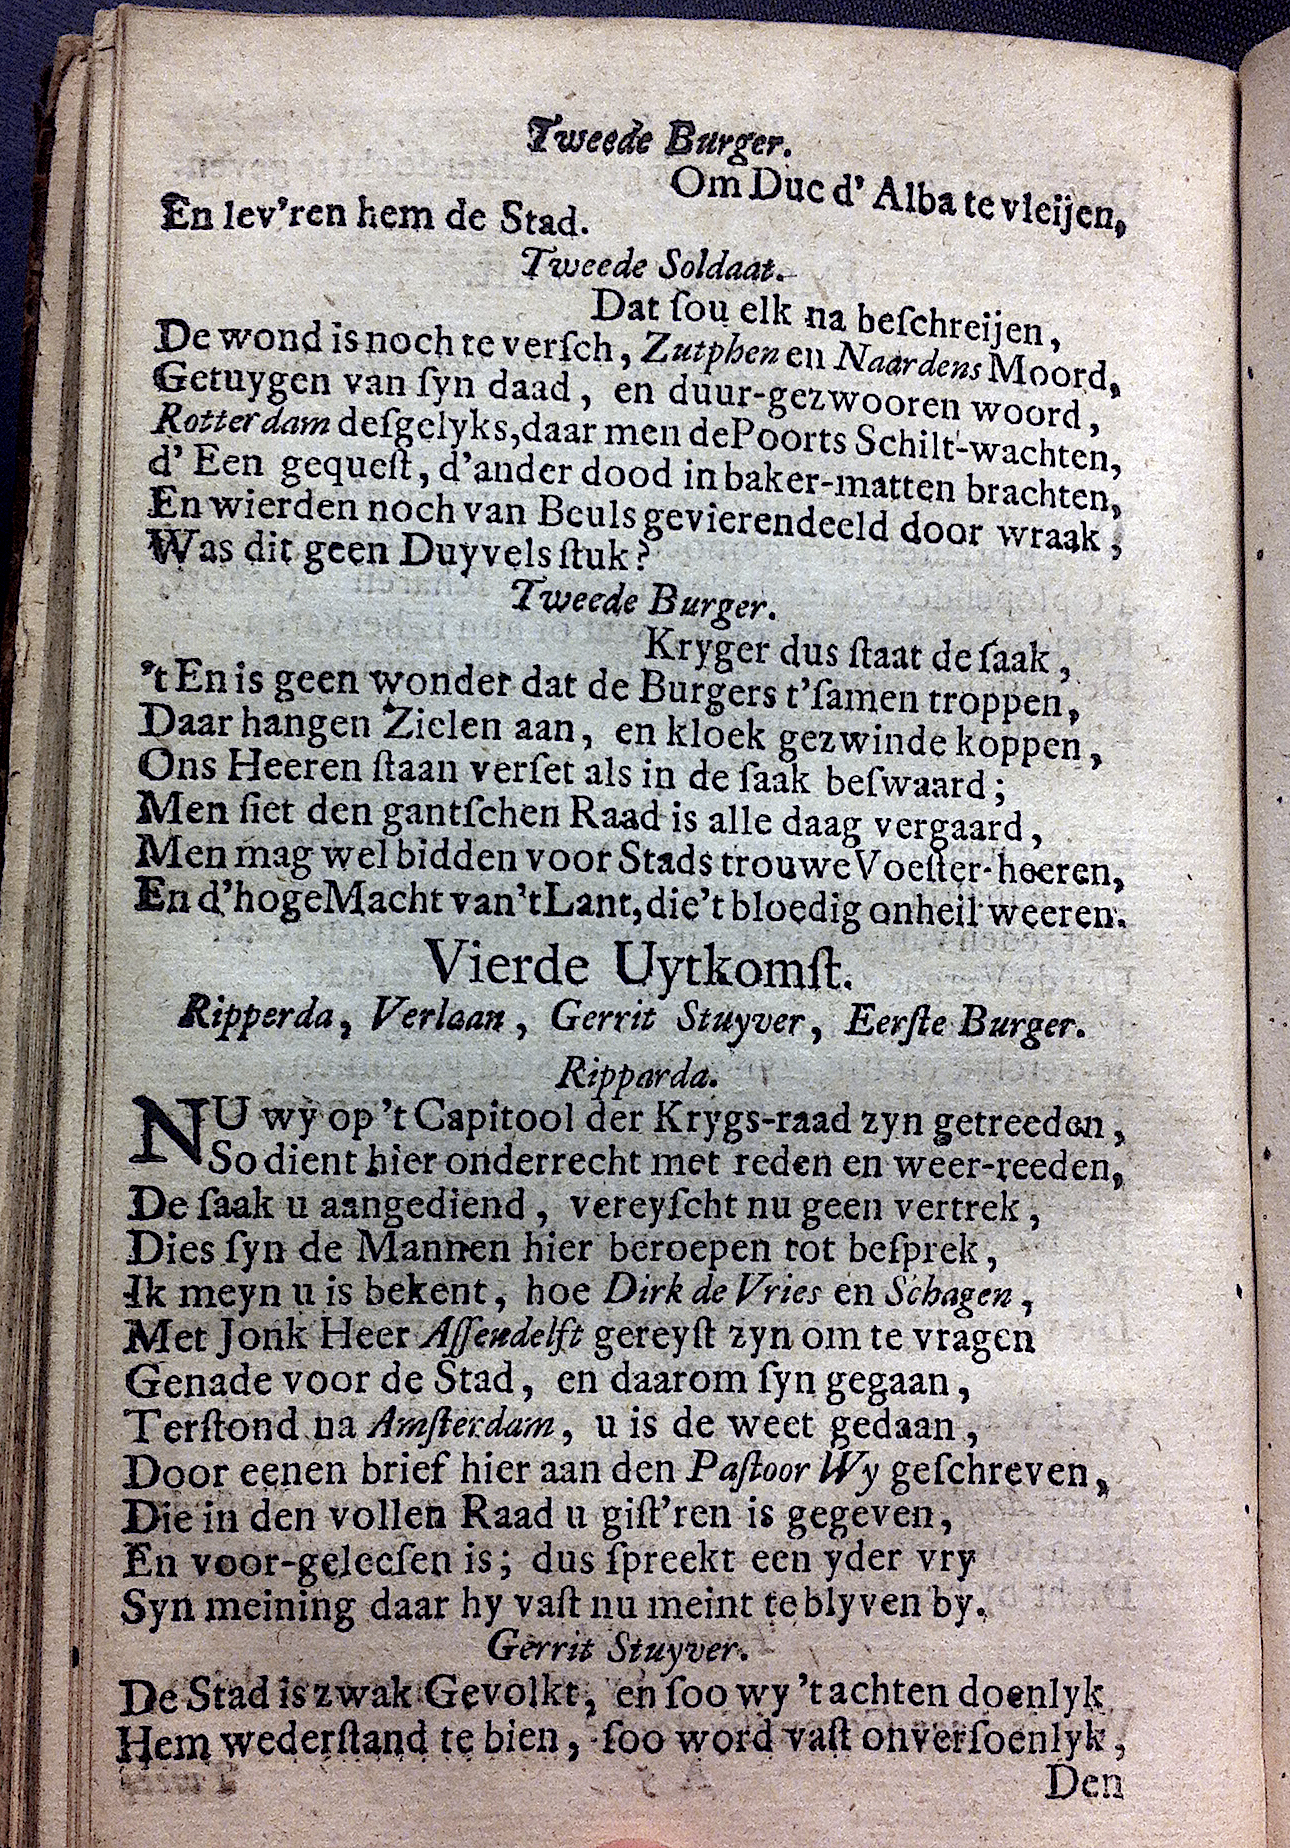 Tweede Burger.
Om Duc d' Alba te vleijen,
En lev'ren hem de Stad.
Tweede Soldaat.
Dat ſou elk na beſchreijen,
De wond is noch te verſch, Zutphen en Naardens Moord,
Getuygen van ſyn daad, en duur-gezwooren woord,
Rotterdam deſgelyks, daar men de Poorts Schilt-wachten,
d' Een gequeſt, d'ander dood in baker-matten brachten,
En wierden noch van Beuls gevierendeeld door wraak,
Was dit geen Duyvels ſtuk?
Tweede Burger.
Kryger dus ſtaat de ſaak,
't En is geen wonder dat de Burgers t'ſamen troppen,
Daar hangen Zielen aan, en kloek gezwinde koppen,
Ons Heeren ſtaan verſet als in de ſaak beſwaard;
Men ſiet den gantſchen Raad is alle daag vergaard,
Men mag wel bidden voor Stads trouwe Voeſter-heeren,
En d'hoge Macht van 't Lant, die 't bloedig onheil weeren.
Vierde Uytkomſt.
Ripperda, Verlaan, Gerrit Stuyver, Eerſte Burger.
Ripparda.
NU wy op 't Capitool der Krygs-raad zyn getreeden,
So dient hier onderrecht met reden en weer-reeden,
De ſaak u aangediend, vereyſcht nu geen vertrek,
Dies ſyn de Mannen hier beroepen tot beſprek,
Ik meyn u is bekent, hoe Dirk de Vries en Schagen,
Met Jonk Heer Aſſendelft gereyſt zyn om te vragen
Genade voor de Stad, en daarom ſyn gegaan,
Terſtond na Amſterdam, u is de weet gedaan,
Door eenen brief hier aan den Paſtoor Wy geſchreven,
Die in den vollen Raad u giſt'ren is gegeven,
En voor-geleeſen is; dus ſpreekt een yder vry
Syn meining daar hy vaſt nu meint te blyven by.
Gerrit Stuyver.
De Stad is zwak Gevolkt, en ſoo wy 't achten doenlyk
Hem wederſtand te bien, ſoo word vaſt onverſoenlyk,
Den